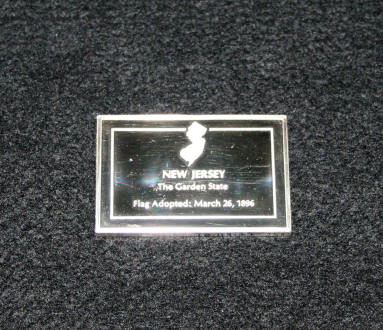 NEW JERSEY
The Garden State
Flag Adopted: March 26, 1896